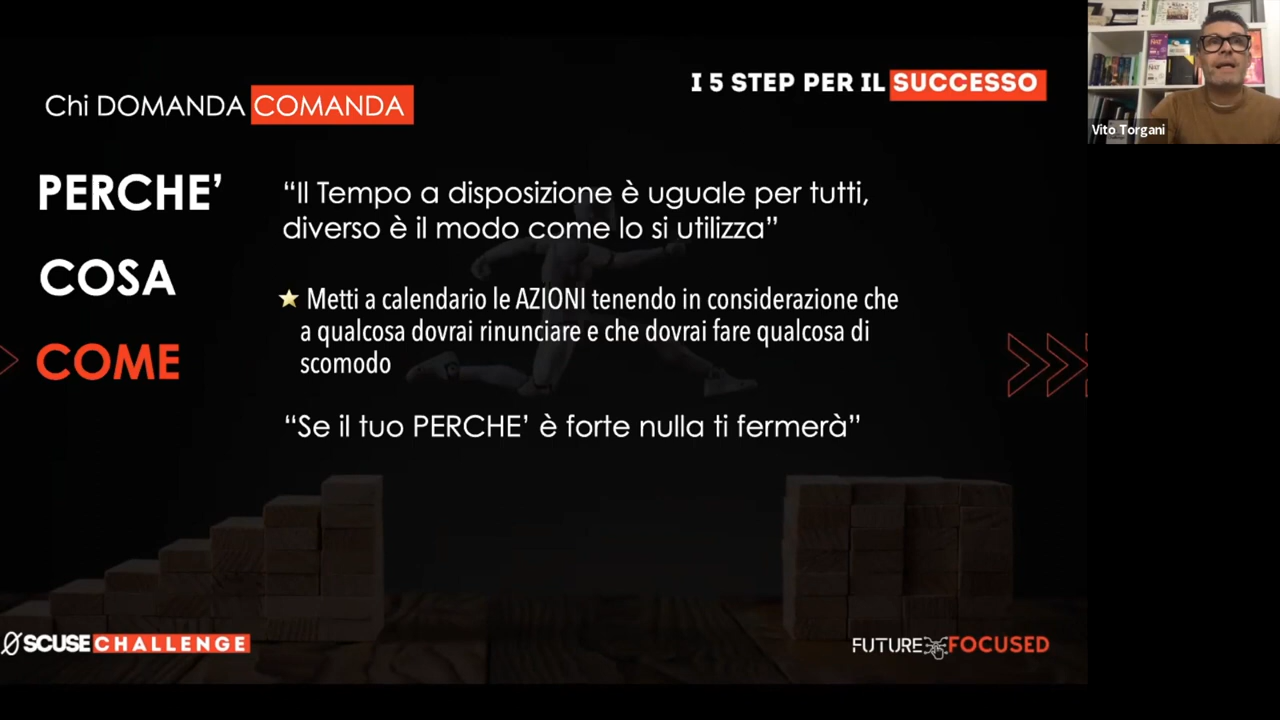 I 5 STEP PER IL SUCCESSO
Chi DOMANDA COMANDA
PERCHE’
COSA
COME
“Il Tempo a disposizione è uguale per tutti,
diverso è il modo come lo si utilizza”
Metti a calendario le AZIONI tenendo in considerazione che
a qualcosa dovrai rinunciare e che dovrai fare qualcosa di
scomodo
“Se il tuo PERCHE’ è forte nulla ti fermerà”
Vito Torgani
ØSCUSECHALLENGE
FUTURE FOCUSED